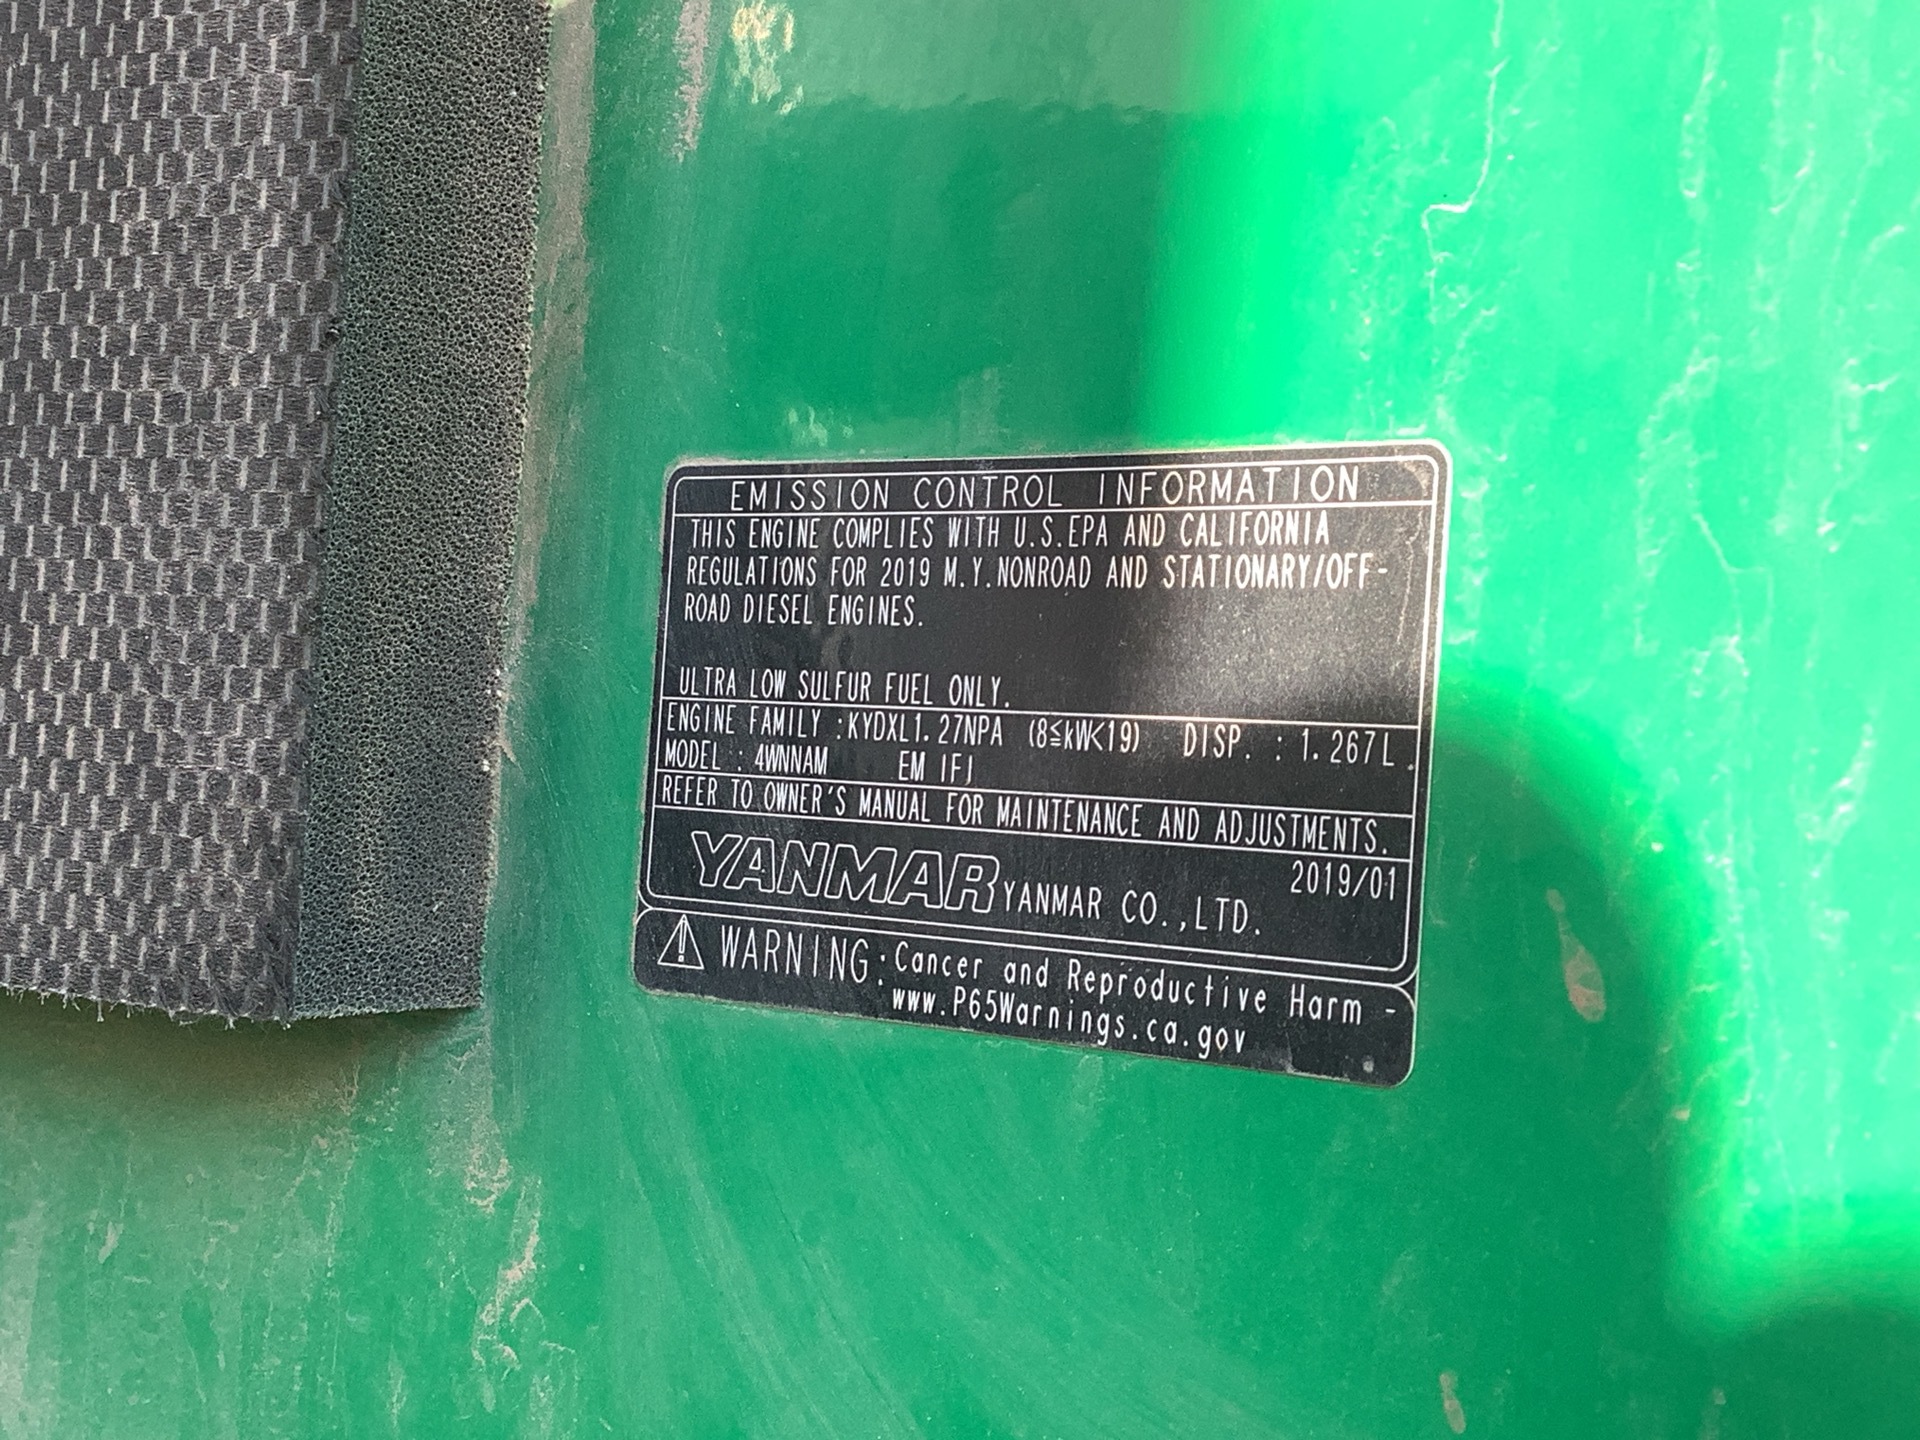 EMISSION CONTROL INFORMATION
THIS ENGINE COMPLIES WITH U.S.EPA AND CALIFORNIA
REGULATIONS FOR 2019 M.Y.NONROAD AND STATIONARY/OFF-
ROAD DIESEL ENGINES.
ULTRA LOW SULFUR FUEL ONLY.
ENGINE FAMILY :KYDXL1.27NPA (8≦kW<19) DISP. : 1.267L
MODEL : 4WNNAM EM IFI
REFER TO OWNER'S MANUAL FOR MAINTENANCE AND ADJUSTMENTS.
2019/01
YANMAR YANMAR CO.,LTD.
WARNING: Cancer and Reproductive Harm -
www.P65Warnings.ca.gov